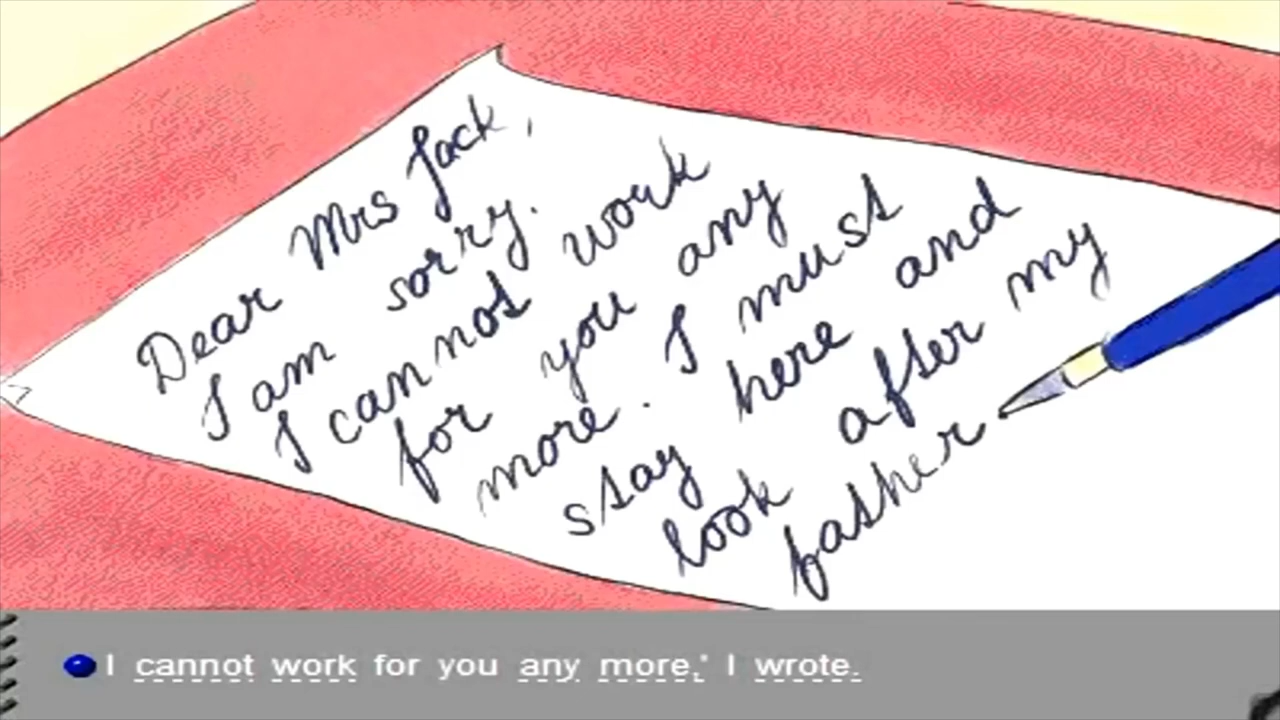 Dear Mrs Jack,
I am sorry.
I cannot work
for you any
more. I must
stay here and
look after my
father
I cannot work for you any more,' I wrote.